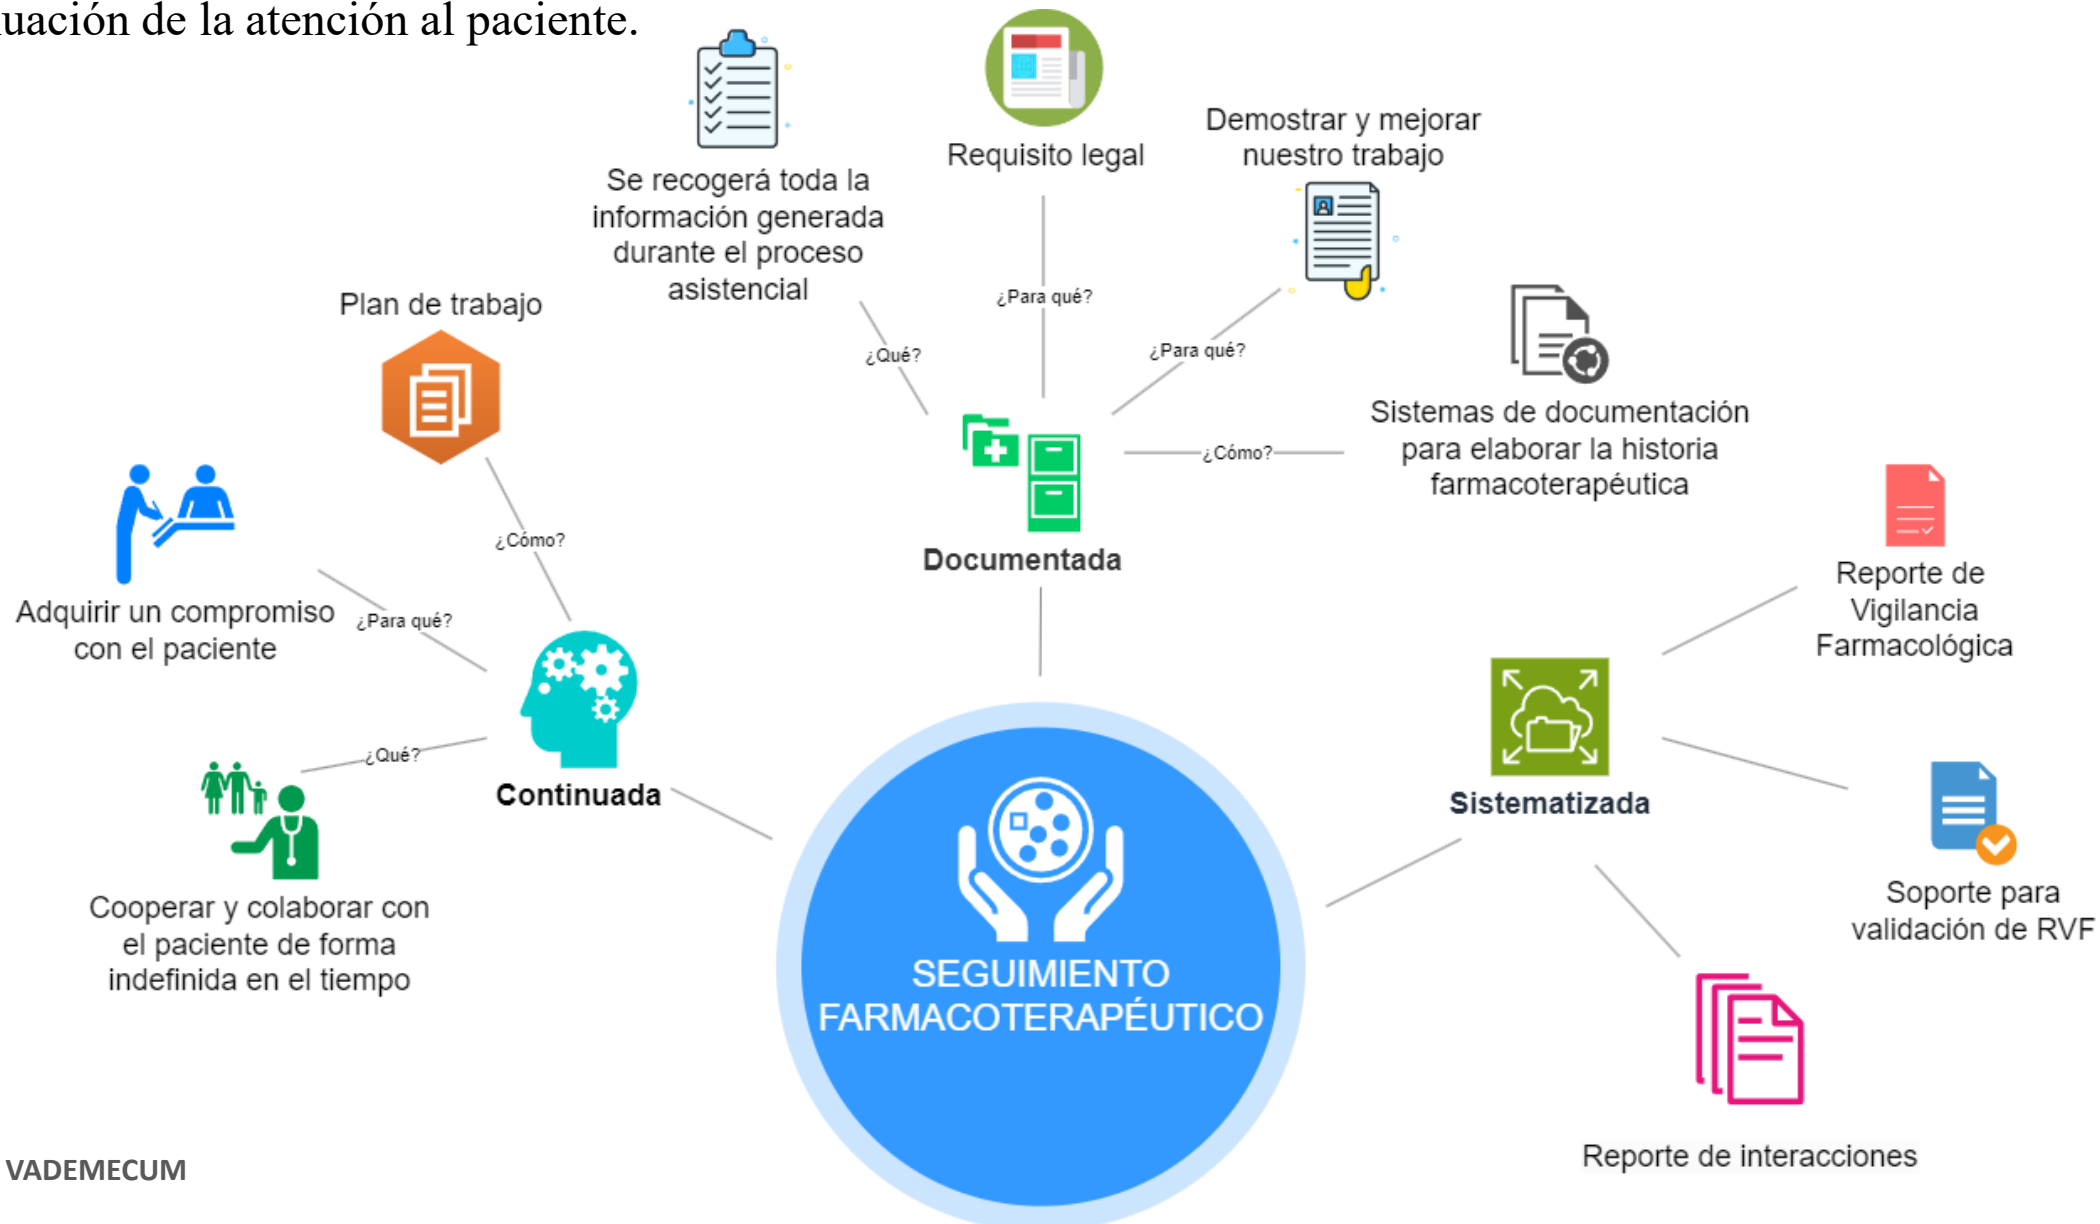 uación de la atención al paciente.
Se recogerá toda la
información generada
durante el proceso
asistencial
Requisito legal
Demostrar y mejorar
nuestro trabajo
¿Qué?
¿Para qué?
¿Para qué?
¿Cómo?
Sistemas de documentación
para elaborar la historia
farmacoterapéutica
Documentada
Plan de trabajo
¿Cómo?
Adquirir un compromiso
con el paciente
¿Para qué?
¿Qué?
Cooperar y colaborar con
el paciente de forma
indefinida en el tiempo
Continuada
Reporte de
Vigilancia
Farmacológica
Sistematizada
Soporte para
validación de RVF
Reporte de interacciones
SEGUIMIENTO
FARMACOTERAPÉUTICO
VADEMECUM